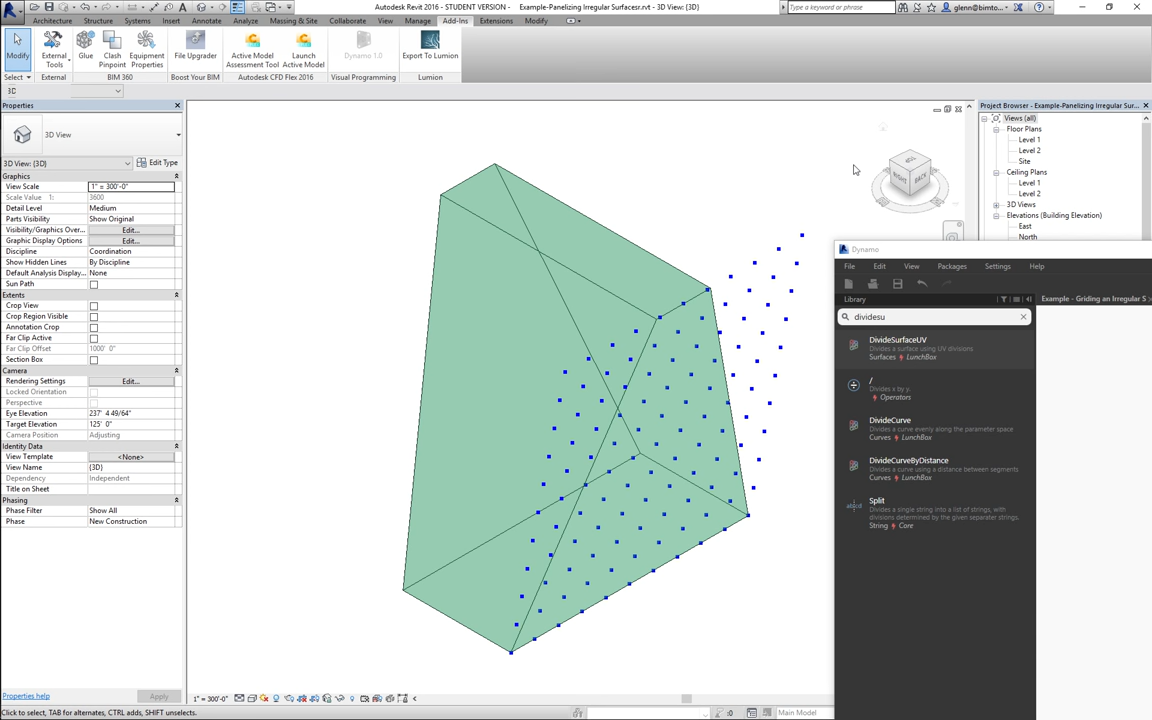 Autodesk Revit 2016 - STUDENT VERSION - Example-Panelizing Irregular Surfacesr.rvt - 3D View: {3D}
Type a keyword or phrase
glenn@bimto...
Architecture Structure Systems Insert Annotate Analyze Massing & Site Collaborate View Manage Add-Ins Extensions Modify
Modify
External Tools
Glue
Clash Pinpoint
Equipment Properties
File Upgrader
Active Model Assessment Tool
Launch Active Model
Dynamo 1.0
Export To Lumion
Select External BIM 360 Boost Your BIM Autodesk CFD Flex 2016 Visual Programming Lumion
Properties
3D View
3D View: {3D}
Edit Type
Graphics
View Scale 1" = 300'-0"
Scale Value 1: 3600
Detail Level Medium
Parts Visibility Show Original
Visibility/Graphics Over... Edit...
Graphic Display Options Edit...
Discipline Coordination
Show Hidden Lines By Discipline
Default Analysis Display... None
Sun Path
Extents
Crop View
Crop Region Visible
Annotation Crop
Far Clip Active
Far Clip Offset 1000' 0"
Section Box
Camera
Rendering Settings Edit...
Locked Orientation
Perspective
Eye Elevation 237' 4 49/64"
Target Elevation 125' 0"
Camera Position Adjusting
Identity Data
View Template <None>
View Name {3D}
Dependency Independent
Title on Sheet
Phasing
Phase Filter Show All
Phase New Construction
Properties help
Apply
RIGHT BACK
Project Browser - Example-Panelizing Irregular Sur...
Views (all)
Floor Plans
Level 1
Level 2
Site
Ceiling Plans
Level 1
Level 2
3D Views
Elevations (Building Elevation)
East
North
Dynamo
File Edit View Packages Settings Help
Library
Example - Griding an Irregular S
dividesu
DivideSurfaceUV
Divides a surface using UV divisions
Surfaces LunchBox
/
Divides x by y.
Operators
DivideCurve
Divides a curve evenly along the parameter space
Curves LunchBox
DivideCurveByDistance
Divides a curve using a distance between segments
Curves LunchBox
abc|cd
Split
Divides a single string into a list of strings, with
divisions determined by the given separater strings.
String Core
1" = 300'-0"
Click to select, TAB for alternates, CTRL adds, SHIFT unselects.
:0
Main Model